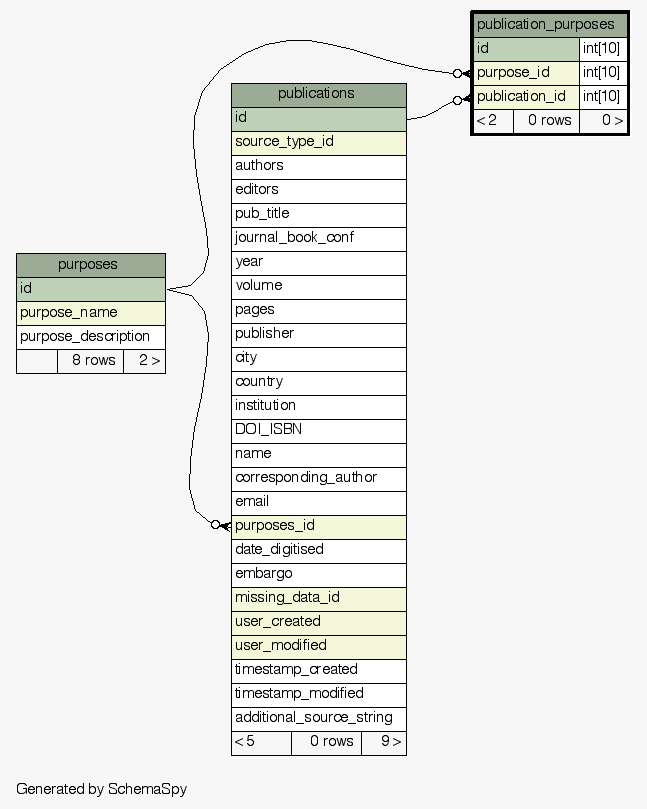 publication_purposes
id int[10]
purpose_id int[10]
publication_id int[10]
< 2 0 rows 0 >
publications
id
source_type_id
authors
editors
pub_title
journal_book_conf
year
volume
pages
publisher
city
country
institution
DOI_ISBN
name
corresponding_author
email
purposes_id
date_digitised
embargo
missing_data_id
user_created
user_modified
timestamp_created
timestamp_modified
additional_source_string
< 5 0 rows 9 >
purposes
id
purpose_name
purpose_description
8 rows 2 >
Generated by SchemaSpy